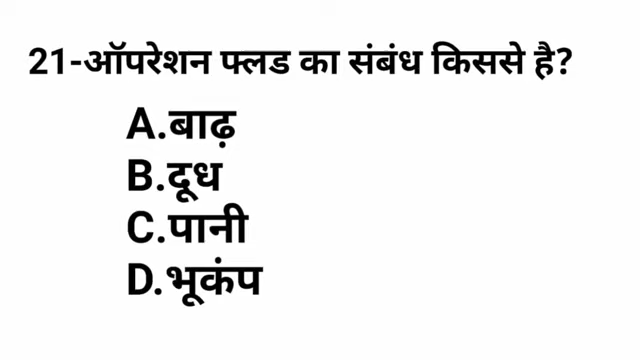 21-ऑपरेशन फ्लड का संबंध किससे है?
A.बाढ़
B.दूध
C.पानी
D.भूकंप